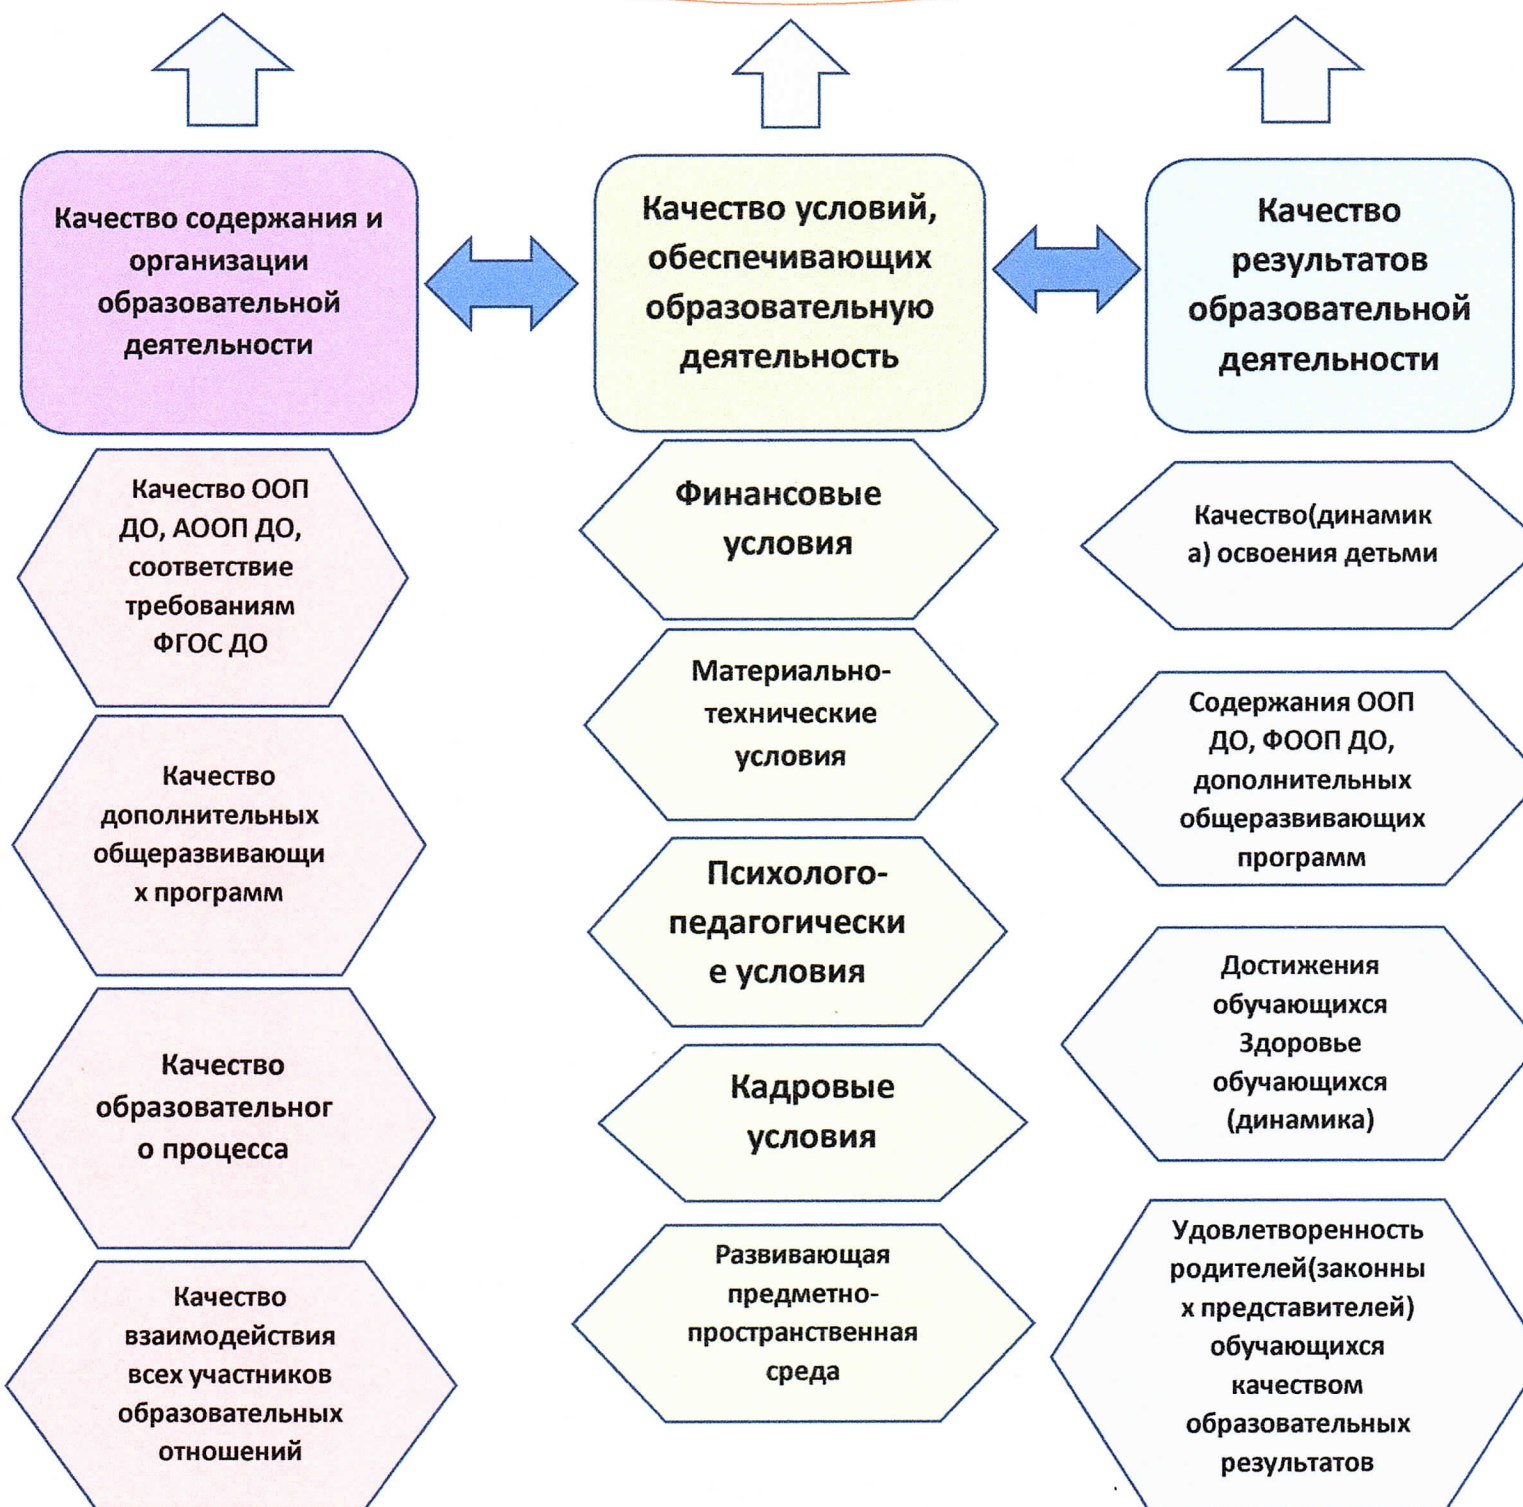 Качество содержания и
организации
образовательной
деятельности
Качество ООП
ДО, АООП ДО,
соответствие
требованиям
ФГОС ДО
Качество
дополнительных
общеразвивающи
х программ
Качество
образовательног
о процесса
Качество
взаимодействия
всех участников
образовательных
отношений
Качество условий,
обеспечивающих
образовательную
деятельность
Финансовые
условия
Материально-
технические
условия
Психолого-
педагогически
е условия
Кадровые
условия
Развивающая
предметно-
пространственная
среда
Качество
результатов
образовательной
деятельности
Качество(динамик
а) освоения детьми
Содержания ООП
ДО, ФООП ДО,
дополнительных
общеразвивающих
программ
Достижения
обучающихся
Здоровье
обучающихся
(динамика)
Удовлетворенность
родителей(законны
х представителей)
обучающихся
качеством
образовательных
результатов